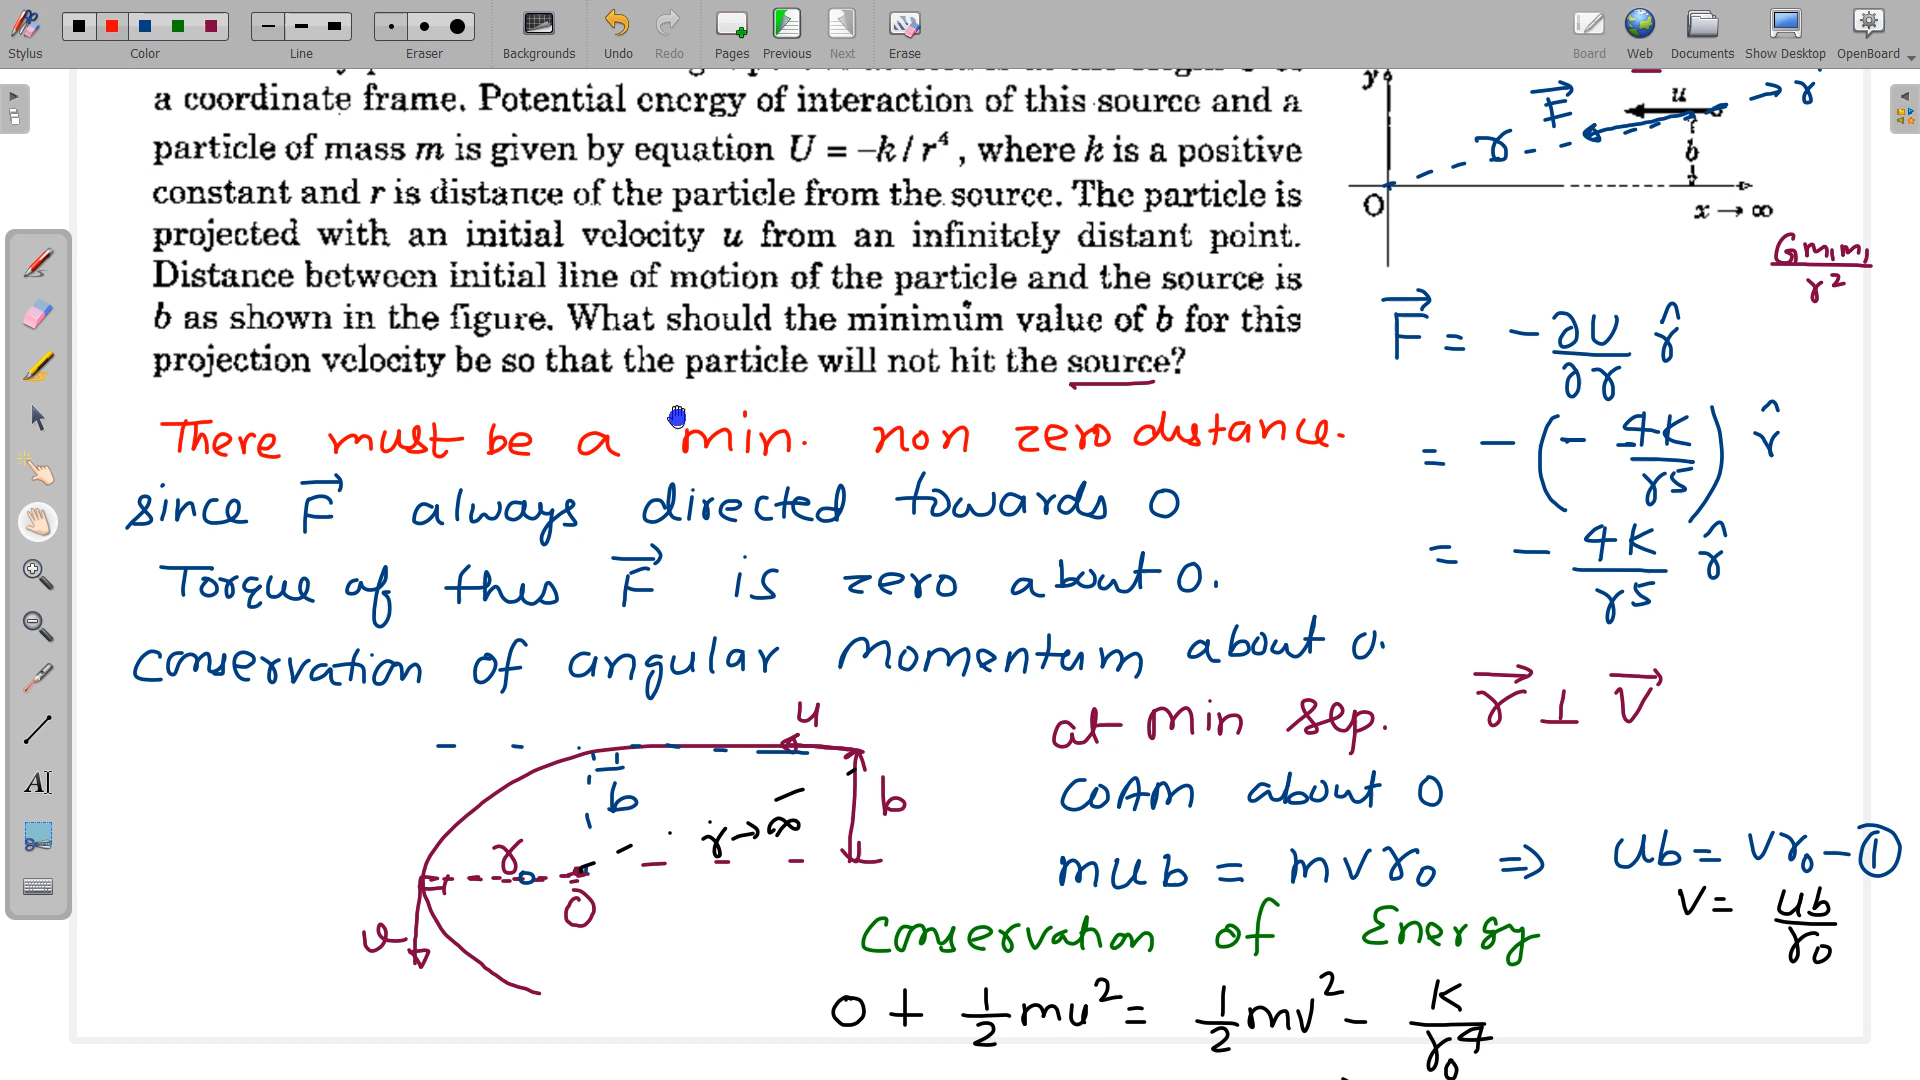 Stylus
Color
Line
Eraser
Backgrounds
Undo
Redo
Pages
Previous
Next
Erase
Board
Web
Documents
Show Desktop
OpenBoard
a coordinate frame. Potential energy of interaction of this source and a
particle of mass m is given by equation U = –k/r⁴, where k is a positive
constant and r is distance of the particle from the source. The particle is
projected with an initial velocity u from an infinitely distant point.
Distance between initial line of motion of the particle and the source is
b as shown in the figure. What should the minimum value of b for this
projection velocity be so that the particle will not hit the source?
y
u
F
r
r
b
O
x → ∞
Gm₁m₁/r²
F = -∂U/∂r r̂
= -(-4K/r5) r̂
= -4K/r5 r̂
There must be a min. non zero distance.
since F always directed towards O
Torque of this F is zero about O.
conservation of angular momentum about O.
u
b
b
r→∞
r₀
O
v
at min sep. r ⊥ V
COAM about O
mub = mvr₀ => ub = Vr₀ - ①
V = ub/r₀
Conservation of Energy
0 + 1/2 mu² = 1/2 mv² - K/r₀⁴
AI